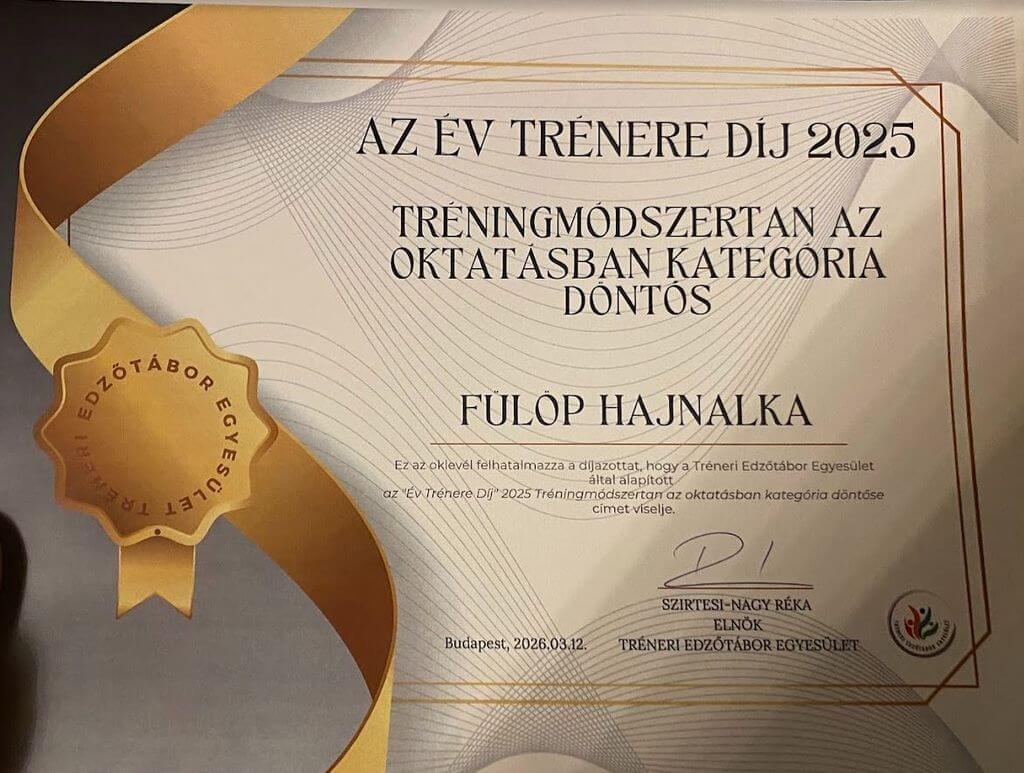 AZ ÉV TRÉNERE DÍJ 2025
TRÉNINGMÓDSZERTAN AZ
OKTATÁSBAN KATEGÓRIA
DÖNTŐS
FÜLÖP HAJNALKA
Ez az oklevél felhatalmazza a díjazottat, hogy a Tréneri Edzőtábor Egyesület
által alapított
az "Év Trénere Díj" 2025 Tréningmódszertan az oktatásban kategória döntőse
címet viselje.
SZIRTESI-NAGY RÉKA
ELNÖK
Budapest, 2026.03.12.
TRÉNERI EDZŐTÁBOR EGYESÜLET
TRÉNERI EDZŐTÁBOR EGYESÜLET